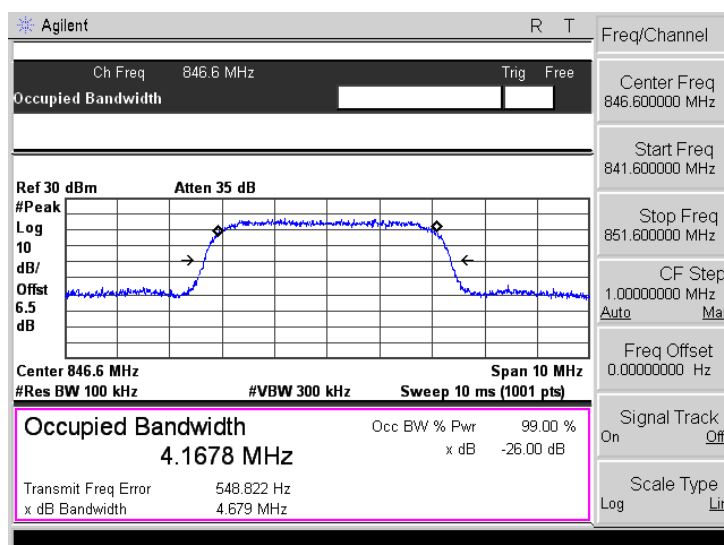 Agilent R T
Ch Freq 846.6 MHz Trig Free
Occupied Bandwidth
Ref 30 dBm Atten 35 dB
#Peak
Log
10
dB/
Offst
6.5
dB
Center 846.6 MHz Span 10 MHz
#Res BW 100 kHz #VBW 300 kHz Sweep 10 ms (1001 pts)
Occupied Bandwidth
4.1678 MHz
Occ BW % Pwr 99.00 %
x dB -26.00 dB
Transmit Freq Error 548.822 Hz
x dB Bandwidth 4.679 MHz
Freq/Channel
Center Freq
846.600000 MHz
Start Freq
841.600000 MHz
Stop Freq
851.600000 MHz
CF Step
1.00000000 MHz
Auto Ma
Freq Offset
0.00000000 Hz
Signal Track
On Off
Scale Type
Log Lin